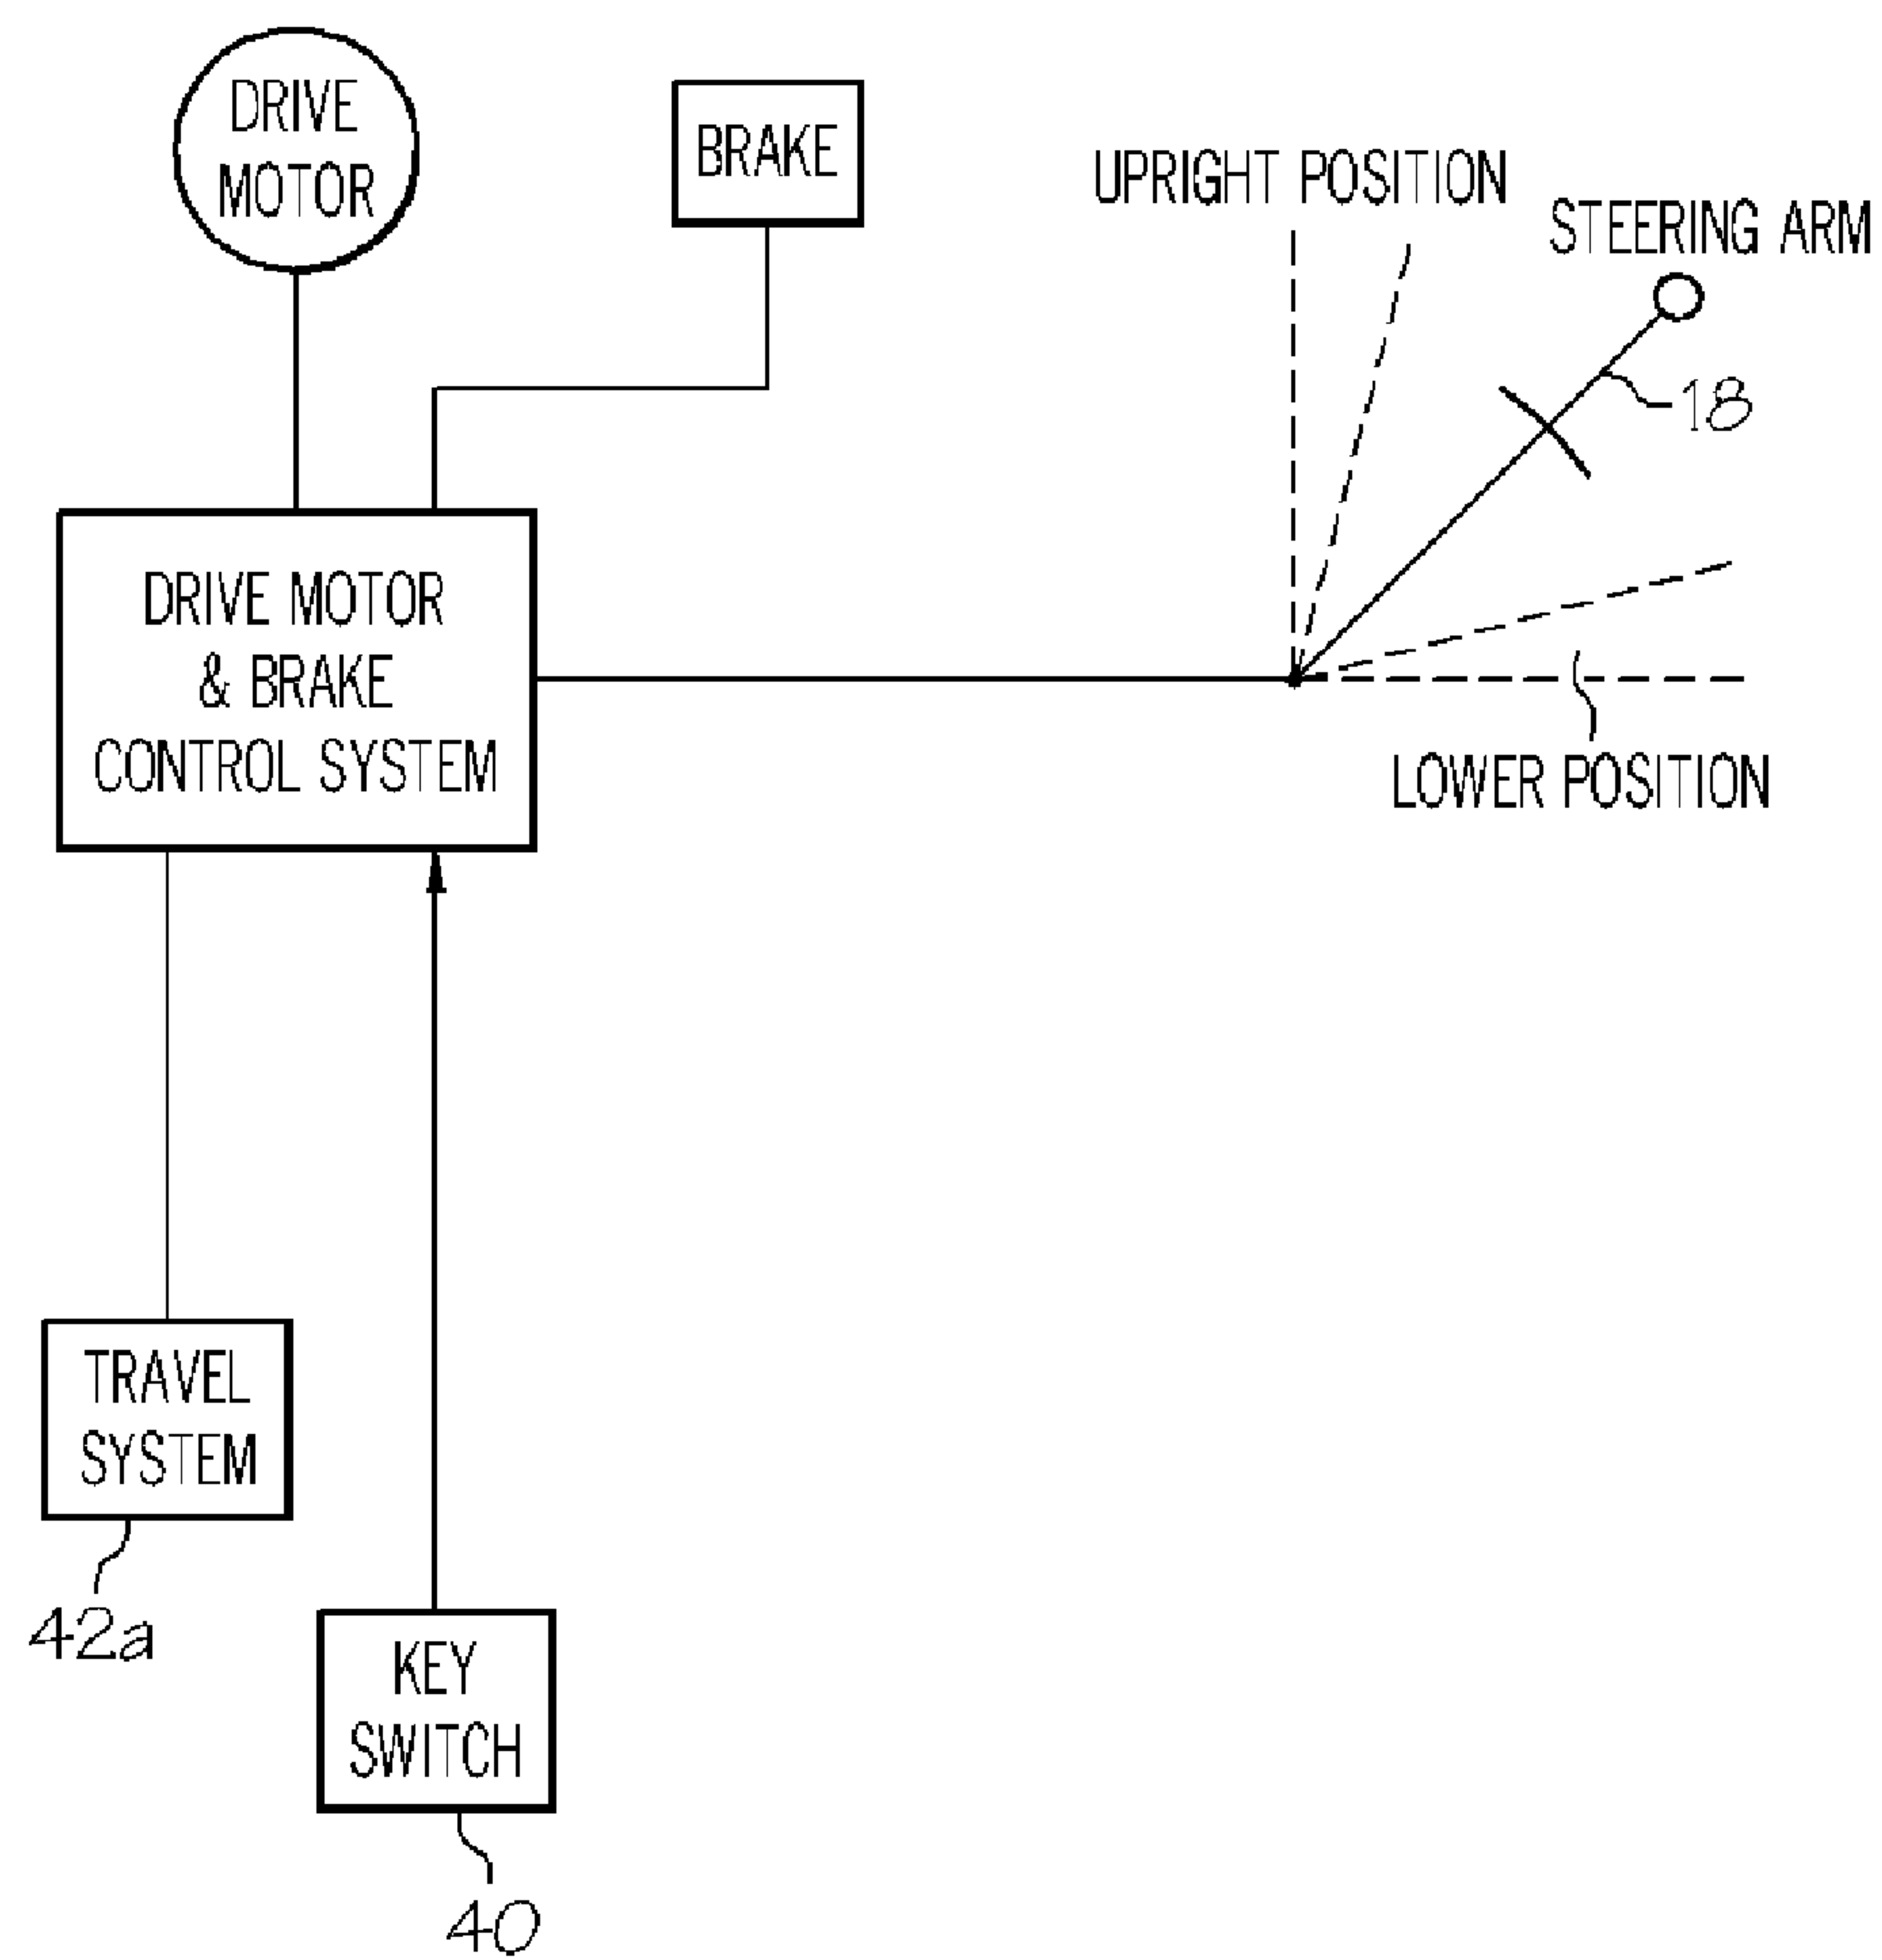 DRIVE
MOTOR
BRAKE
UPRIGHT POSITION
STEERING ARM
18
DRIVE MOTOR
& BRAKE
CONTROL SYSTEM
LOWER POSITION
TRAVEL
SYSTEM
42a
KEY
SWITCH
40